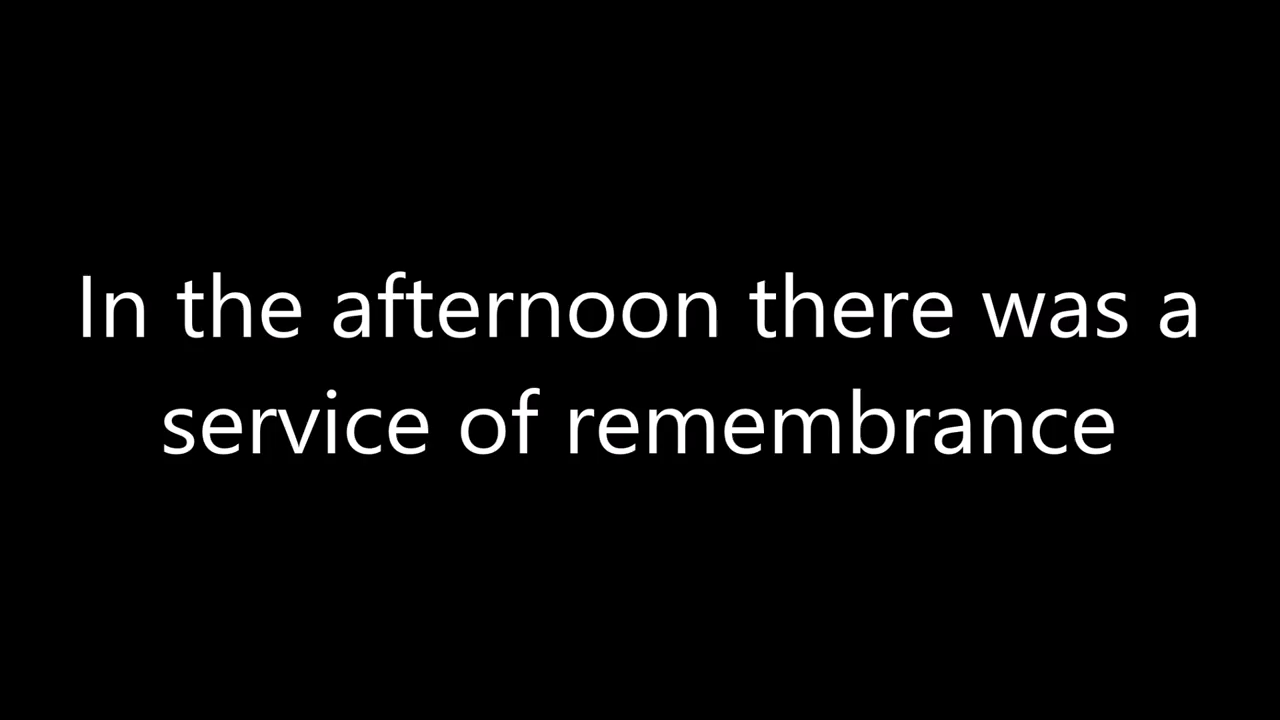 In the afternoon there was a
service of remembrance